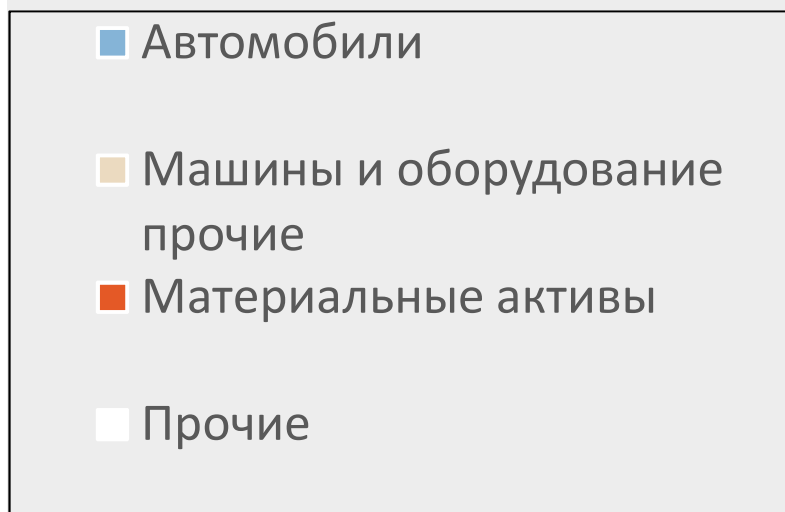 Автомобили
Машины и оборудование
прочие
Материальные активы
Прочие